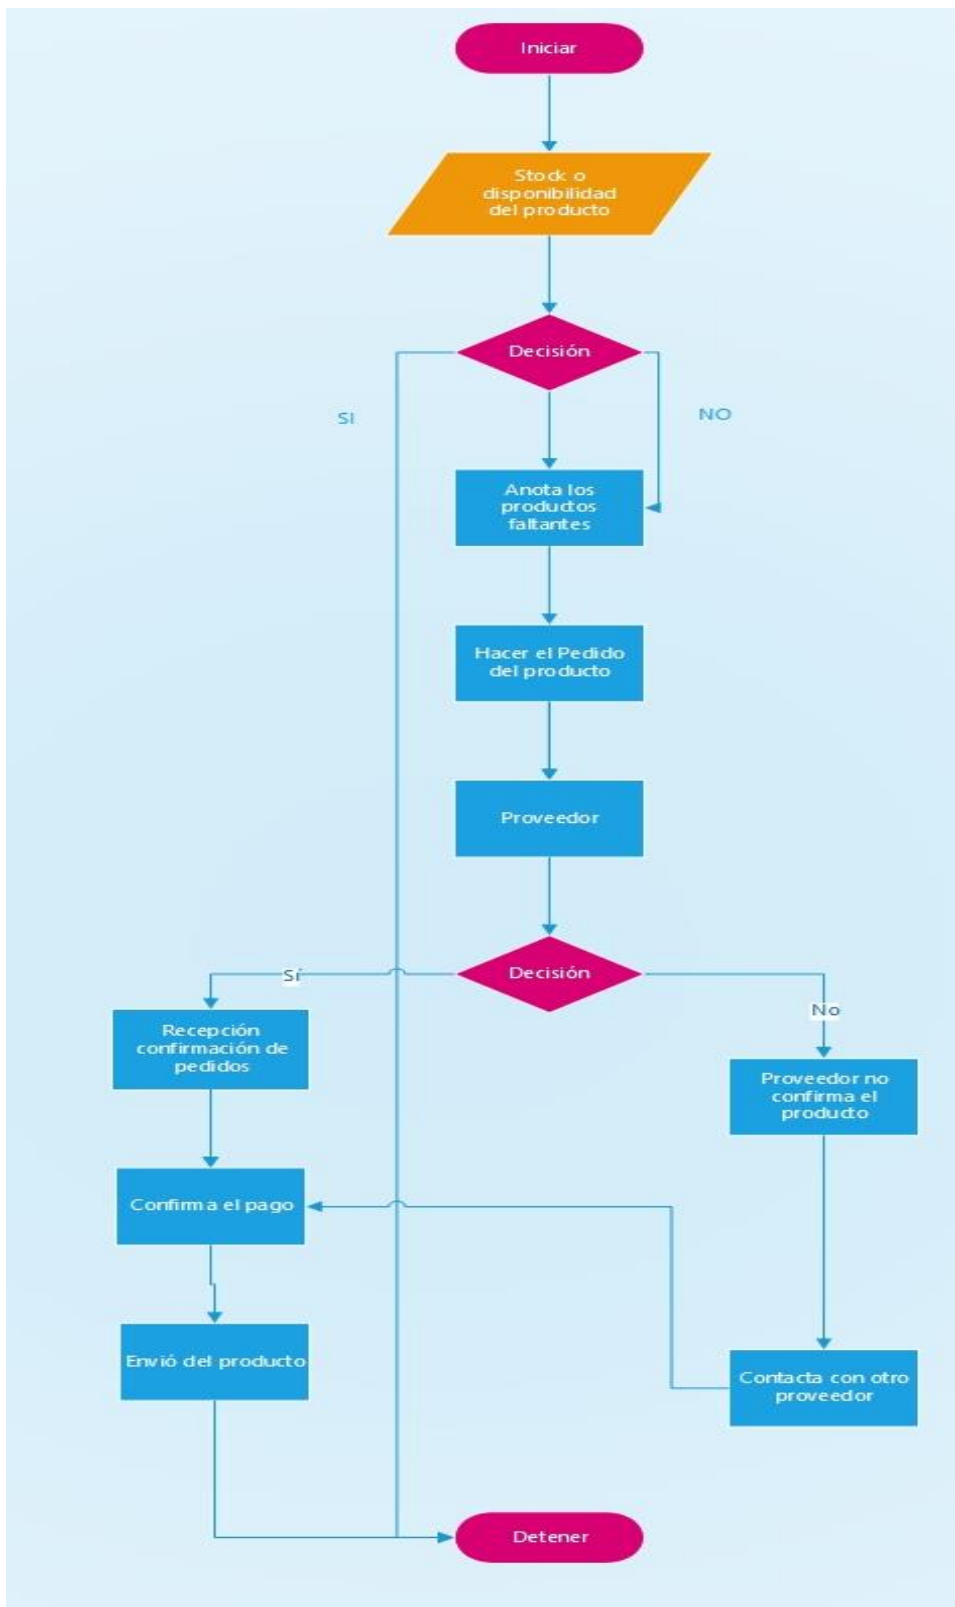 Iniciar
Stock o
disponibilidad
del producto
Decisión
SI
NO
Anota los
productos
faltantes
Hacer el Pedido
del producto
Proveedor
Decisión
Sí
No
Recepción
confirmación de
pedidos
Proveedor no
confirma el
producto
Confirma el pago
Envió del producto
Contacta con otro
proveedor
Detener